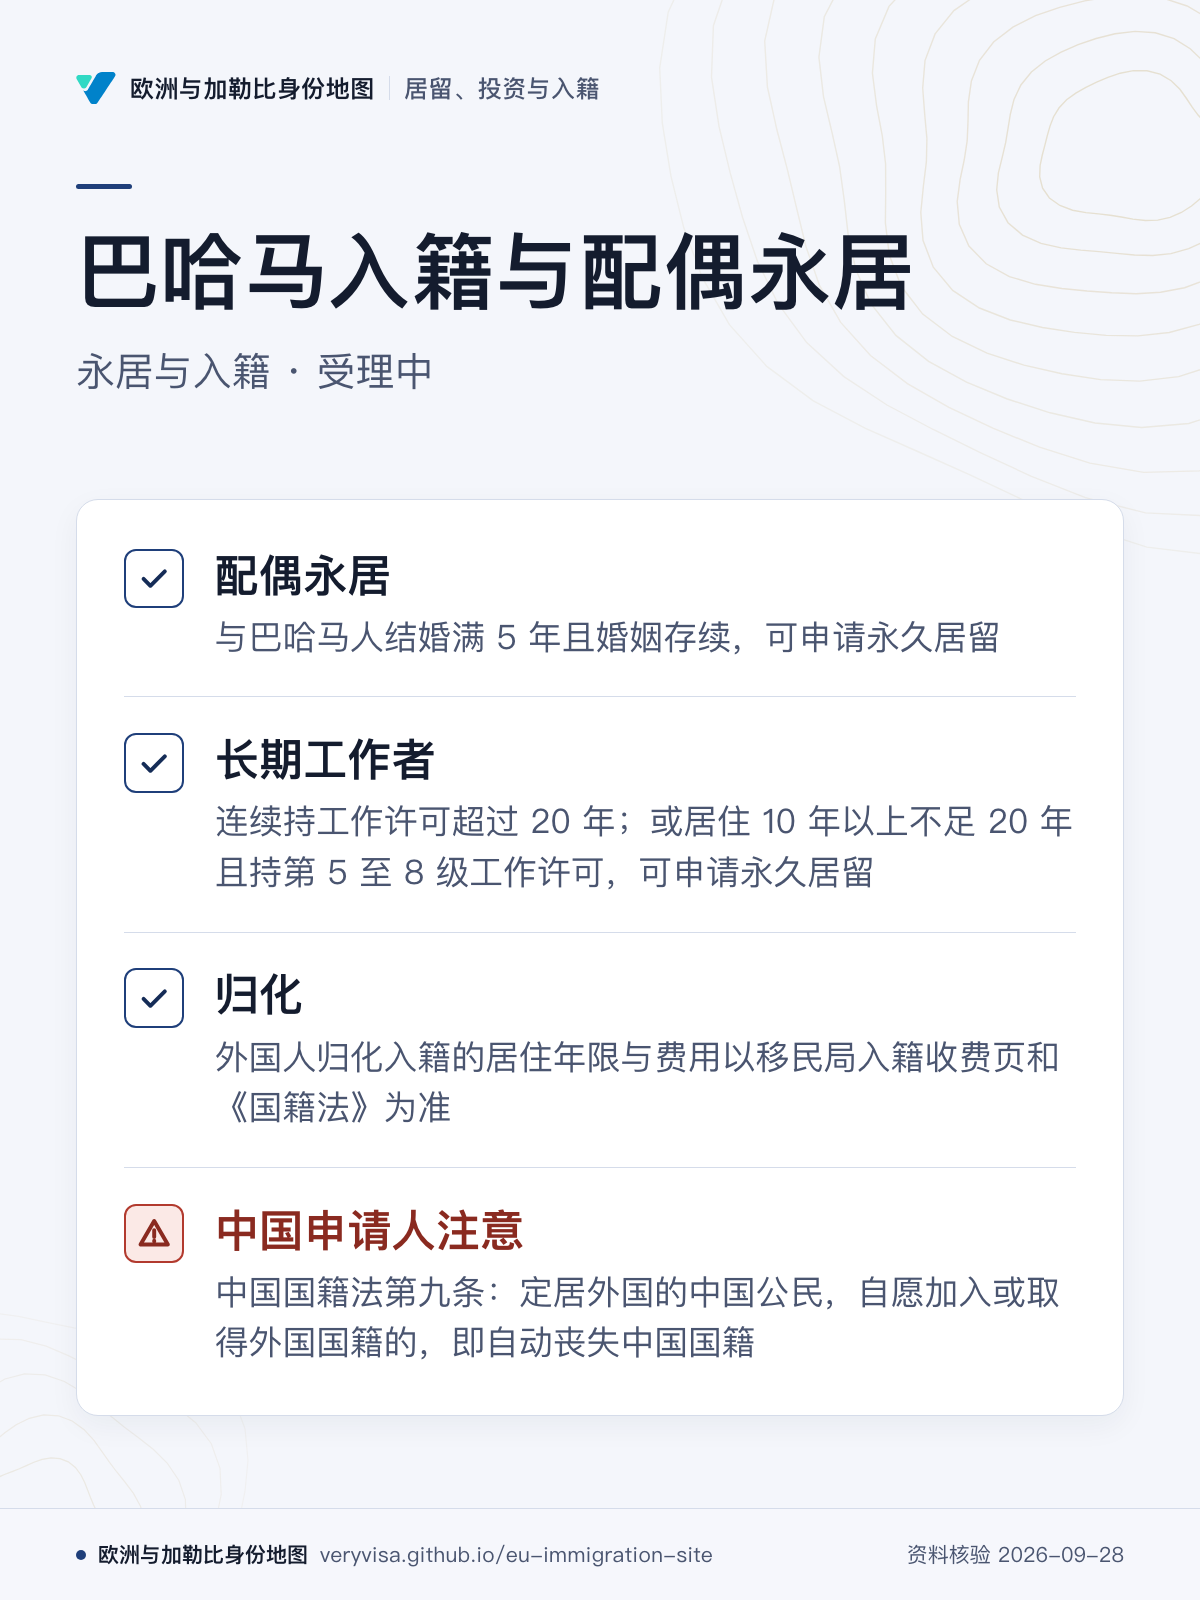 欧洲与加勒比身份地图 居留、投资与入籍
巴哈马入籍与配偶永居
永居与入籍 · 受理中
配偶永居
与巴哈马人结婚满 5 年且婚姻存续，可申请永久居留
长期工作者
连续持工作许可超过 20 年；或居住 10 年以上不足 20 年
且持第 5 至 8 级工作许可，可申请永久居留
归化
外国人归化入籍的居住年限与费用以移民局入籍收费页和
《国籍法》为准
中国申请人注意
中国国籍法第九条：定居外国的中国公民，自愿加入或取
得外国国籍的，即自动丧失中国国籍
欧洲与加勒比身份地图 veryvisa.github.io/eu-immigration-site 资料核验 2026-09-28